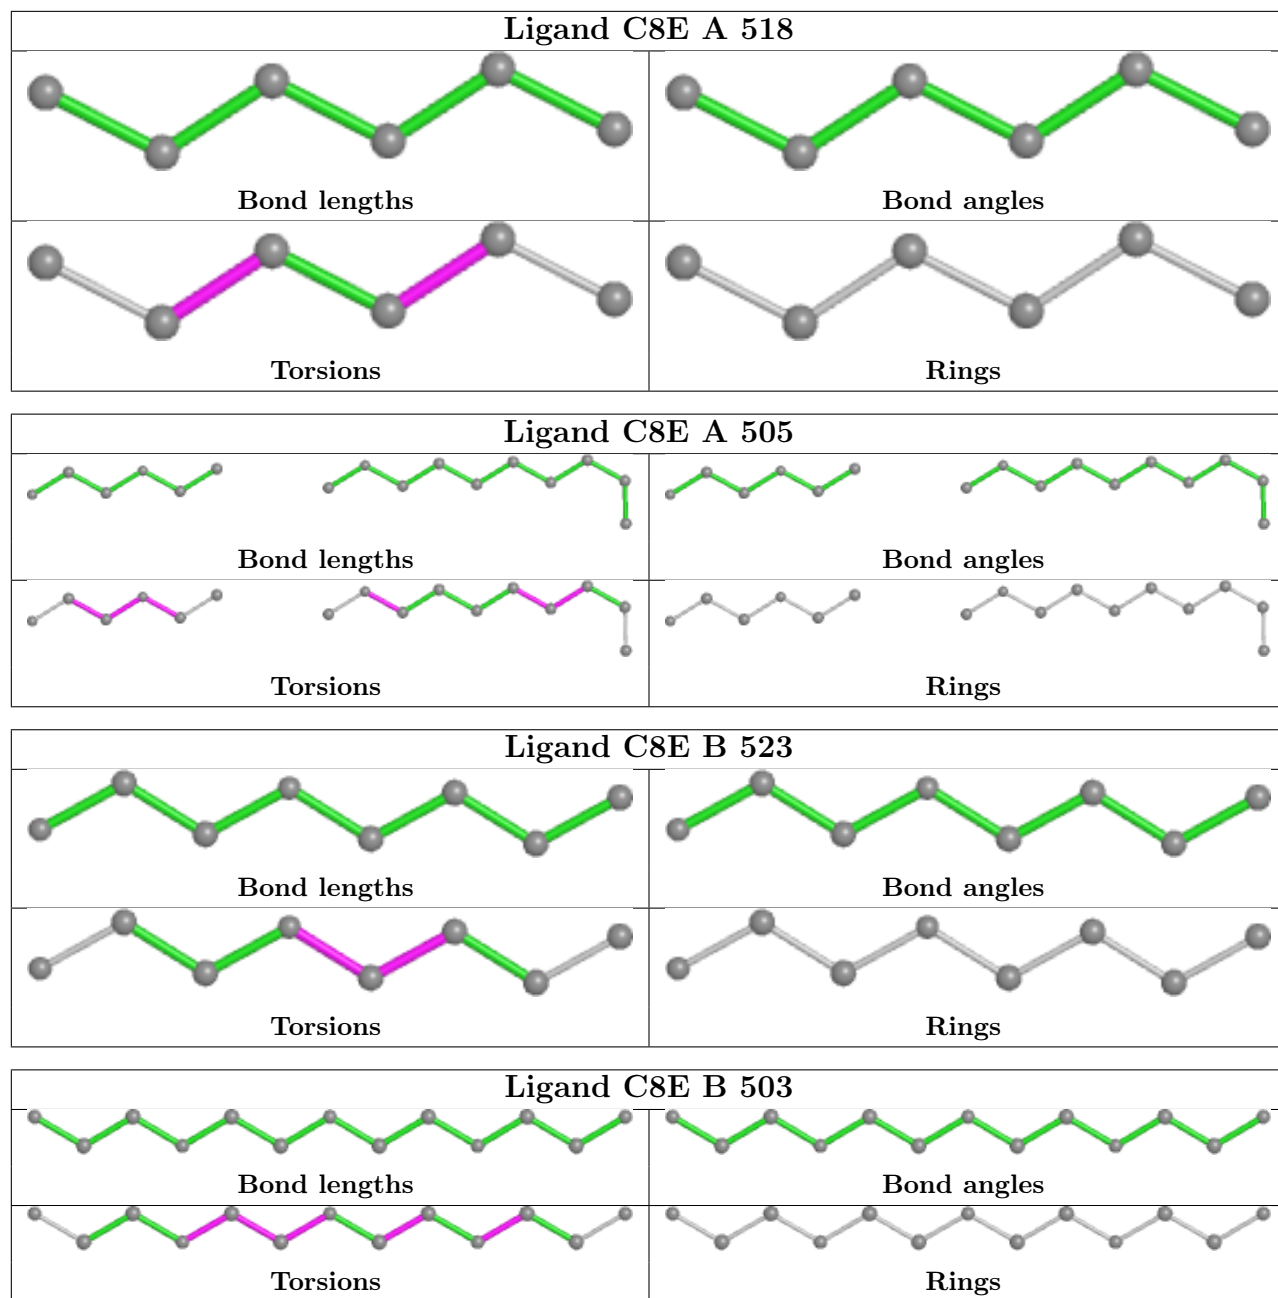 Ligand C8E A 518
Bond lengths
Bond angles
Torsions
Rings
Ligand C8E A 505
Bond lengths
Bond angles
Torsions
Rings
Ligand C8E B 523
Bond lengths
Bond angles
Torsions
Rings
Ligand C8E B 503
Bond lengths
Bond angles
Torsions
Rings